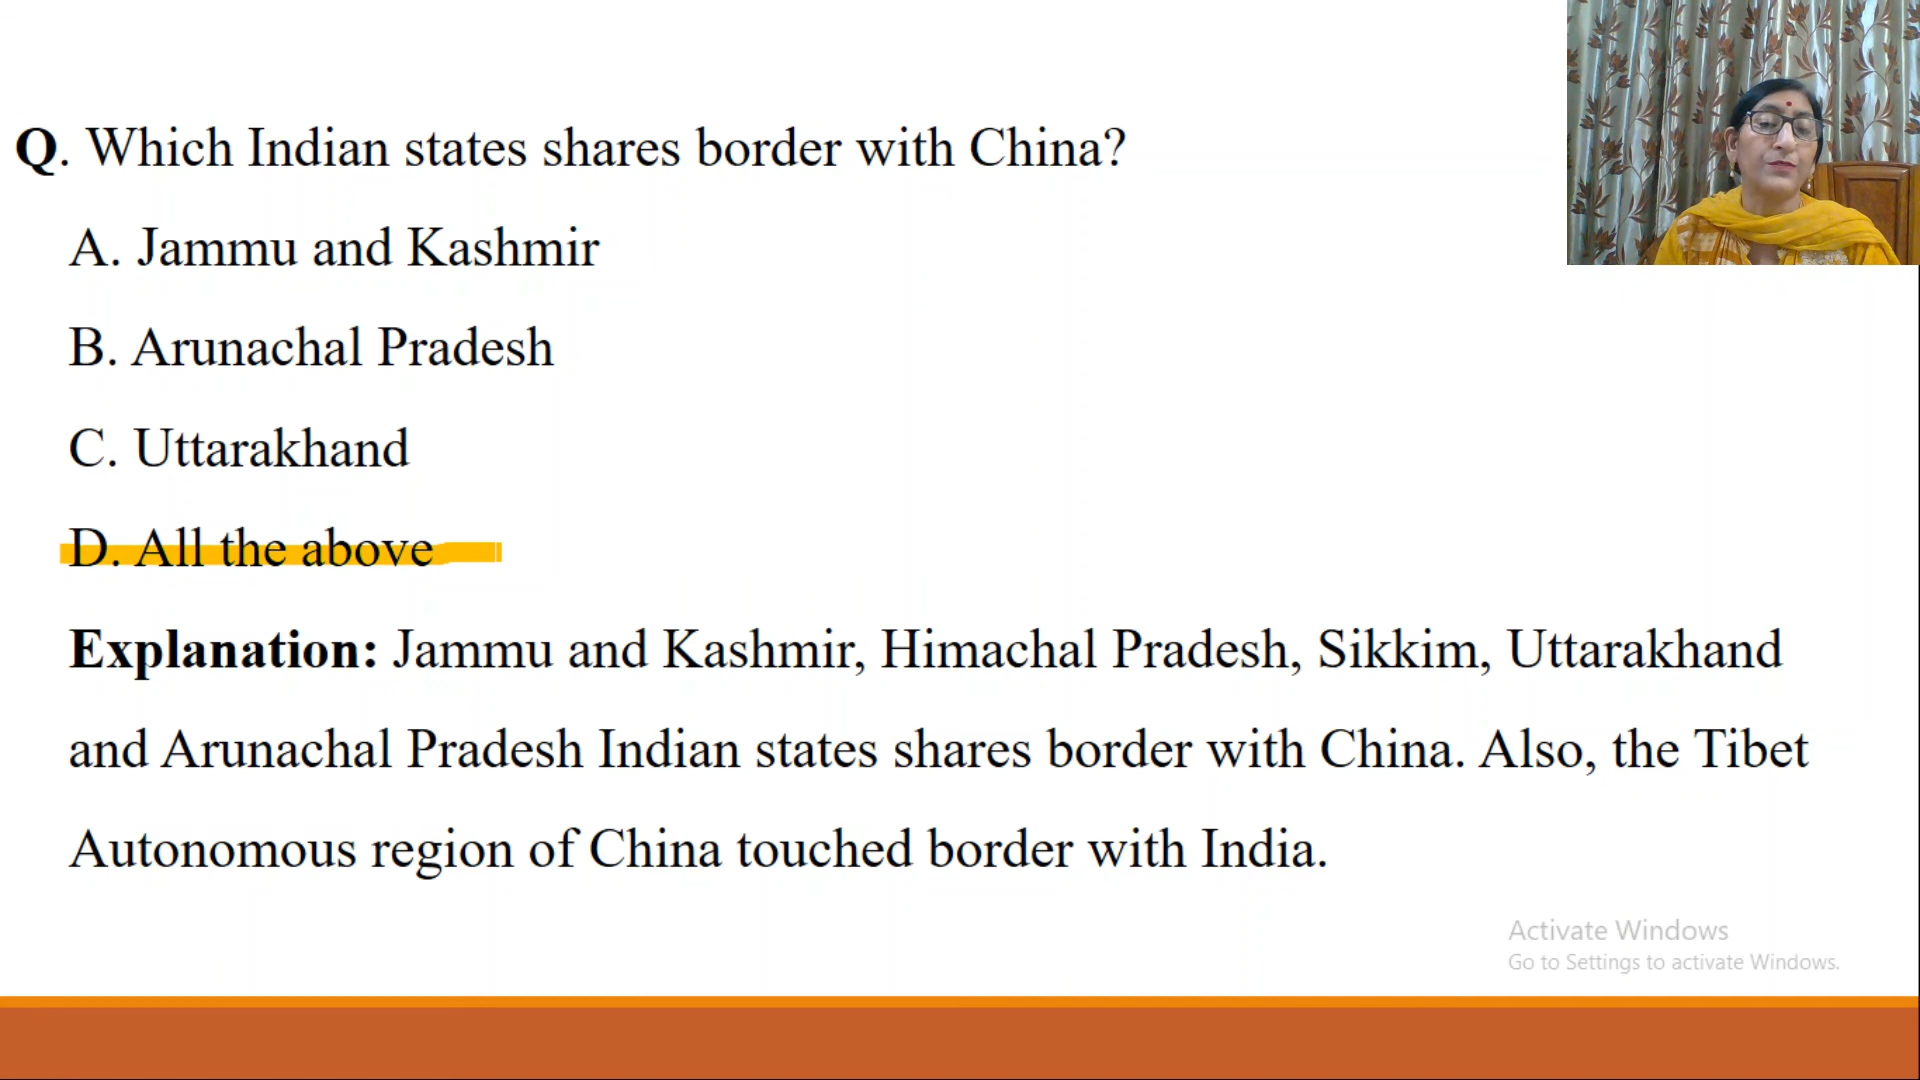 Q. Which Indian states shares border with China?
A. Jammu and Kashmir
B. Arunachal Pradesh
C. Uttarakhand
D. All the above
Explanation: Jammu and Kashmir, Himachal Pradesh, Sikkim, Uttarakhand
and Arunachal Pradesh Indian states shares border with China. Also, the Tibet
Autonomous region of China touched border with India.
Activate Windows
Go to Settings to activate Windows.